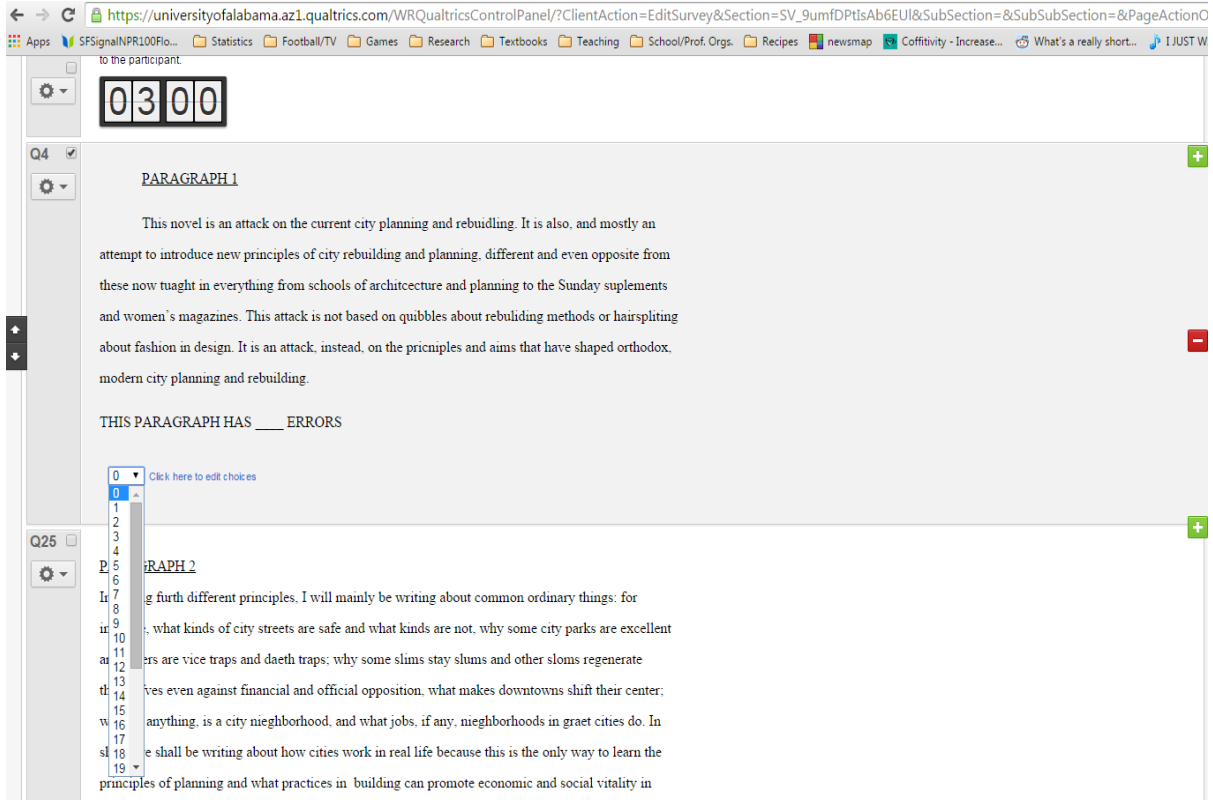 https://universityofalabama.az1.qualtrics.com/WRQualtricsControlPanel/?ClientAction=EditSurvey&Section=SV_9umfDPtIsAb6EUl&SubSection=&SubSubSection=&PageActionO
Apps SFSignalNPR100Flo... Statistics Football/TV Games Research Textbooks Teaching School/Prof. Orgs. Recipes newsmap Coffitivity - Increase... What's a really short... I JUST W
to the participant.
03 00
Q4
PARAGRAPH 1
This novel is an attack on the current city planning and rebuidling. It is also, and mostly an
attempt to introduce new principles of city rebuilding and planning, different and even opposite from
these now tuaght in everything from schools of architcecture and planning to the Sunday suplements
and women's magazines. This attack is not based on quibbles about rebuliding methods or hairspliting
about fashion in design. It is an attack, instead, on the pricniples and aims that have shaped orthodox,
modern city planning and rebuilding.
THIS PARAGRAPH HAS ____ ERRORS
0 Click here to edit choices
0
1
2
3
4
5
6
7
8
9
10
11
12
13
14
15
16
17
18
19
Q25
PARAGRAPH 2
furth different principles, I will mainly be writing about common ordinary things: for
what kinds of city streets are safe and what kinds are not, why some city parks are excellent
are vice traps and daeth traps; why some slims stay slums and other sloms regenerate
even against financial and official opposition, what makes downtowns shift their center;
anything, is a city nieghborhood, and what jobs, if any, nieghborhoods in graet cities do. In
shall be writing about how cities work in real life because this is the only way to learn the
principles of planning and what practices in building can promote economic and social vitality in